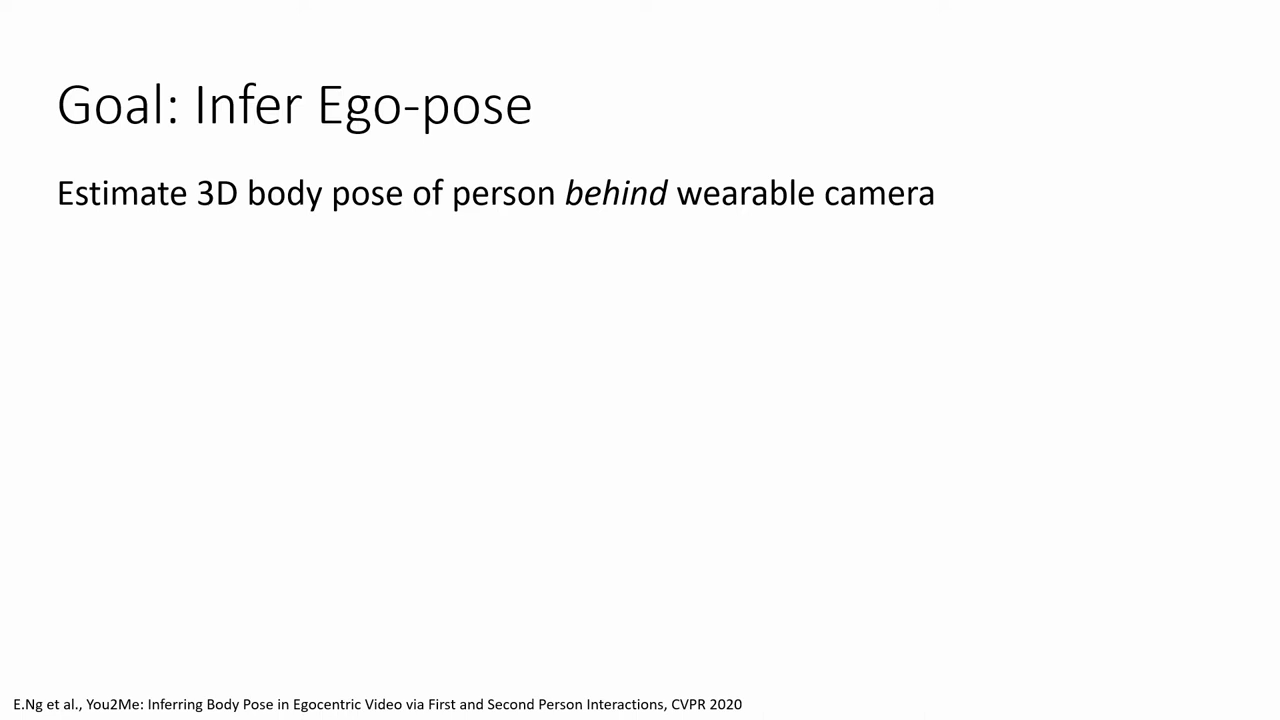 Goal: Infer Ego-pose
Estimate 3D body pose of person behind wearable camera
E.Ng et al., You2Me: Inferring Body Pose in Egocentric Video via First and Second Person Interactions, CVPR 2020